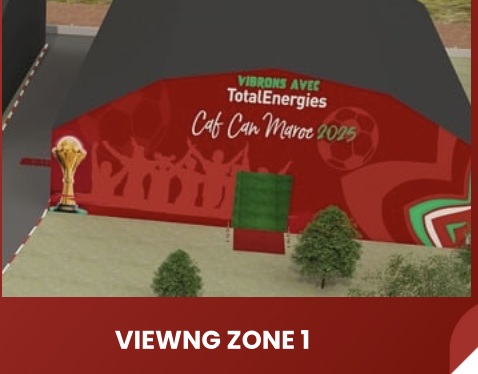 VIBRONS AVEC
TotalEnergies
Caf Can Maroc 2025
VIEWNG ZONE 1